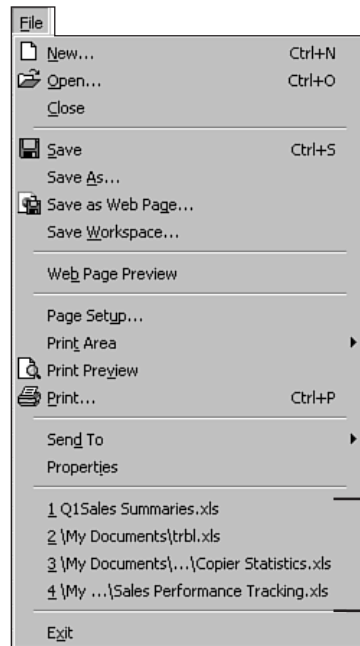 File
New... Ctrl+N
Open... Ctrl+O
Close
Save Ctrl+S
Save As...
Save as Web Page...
Save Workspace...
Web Page Preview
Page Setup...
Print Area
Print Preview
Print... Ctrl+P
Send To
Properties
1 Q1Sales Summaries.xls
2 \My Documents\trbl.xls
3 \My Documents\...\Copier Statistics.xls
4 \My ...\Sales Performance Tracking.xls
Exit